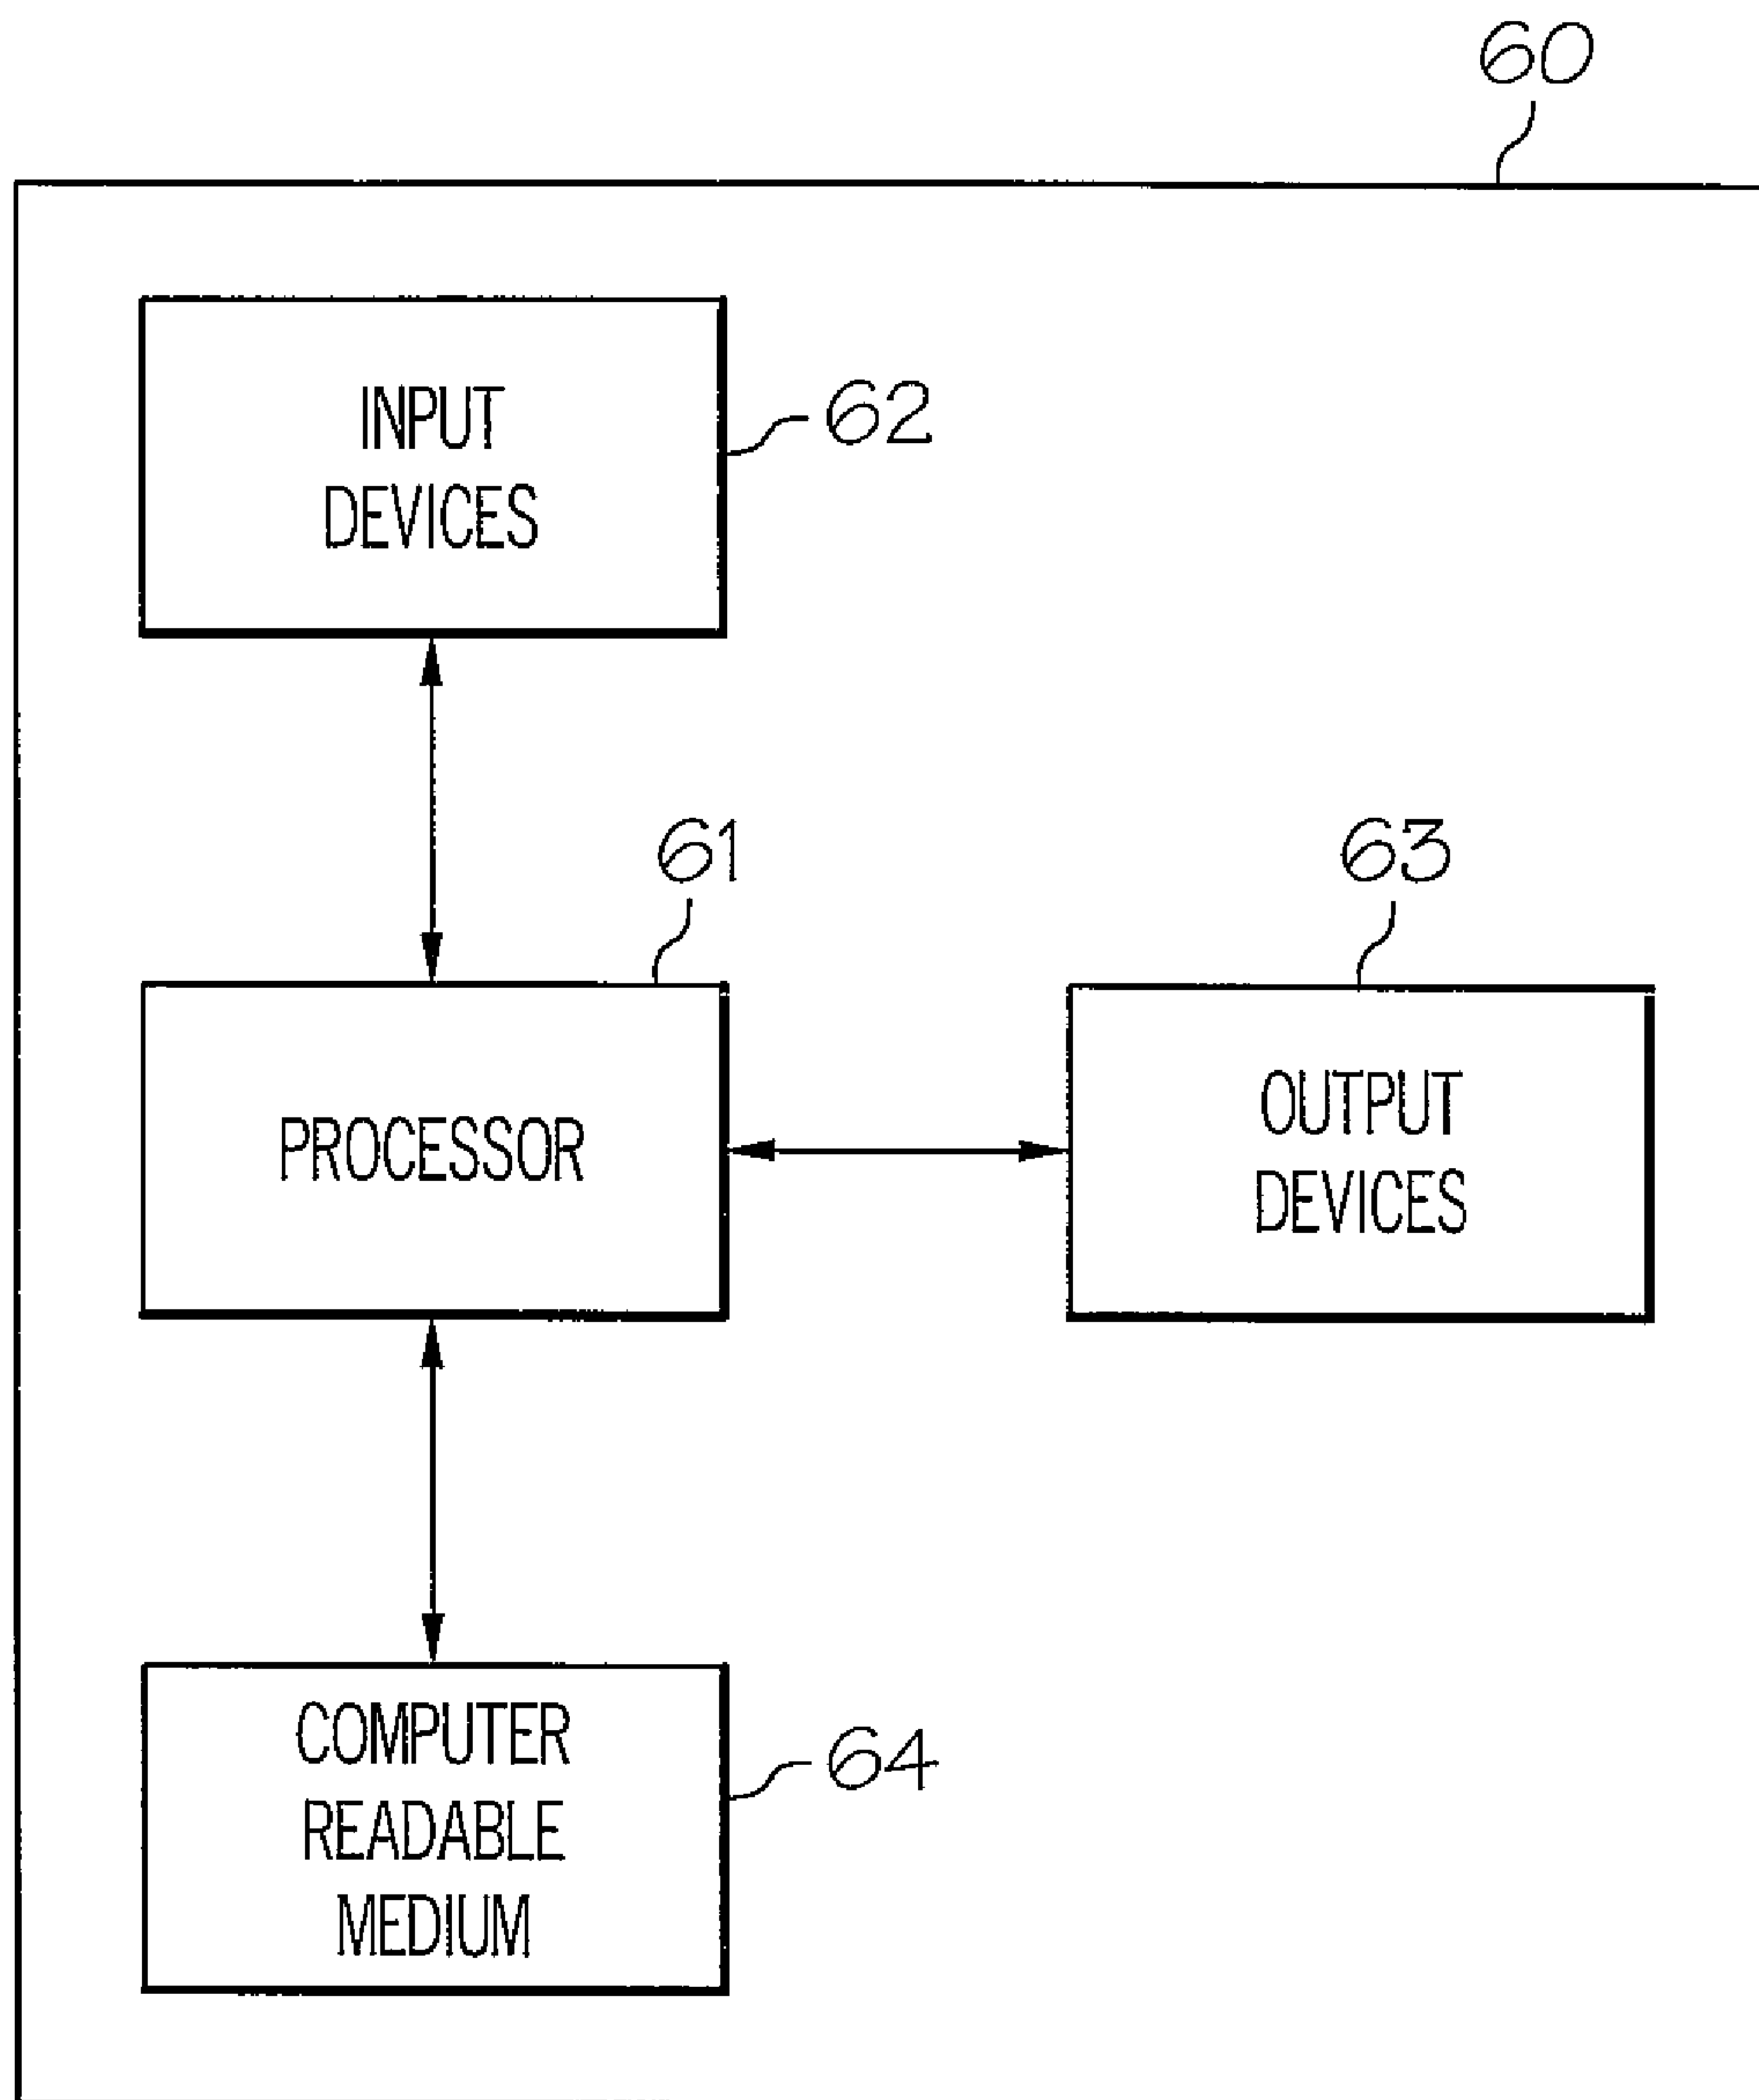 60
INPUT
DEVICES
62
61
63
PROCESSOR
OUTPUT
DEVICES
COMPUTER
READABLE
MEDIUM
64